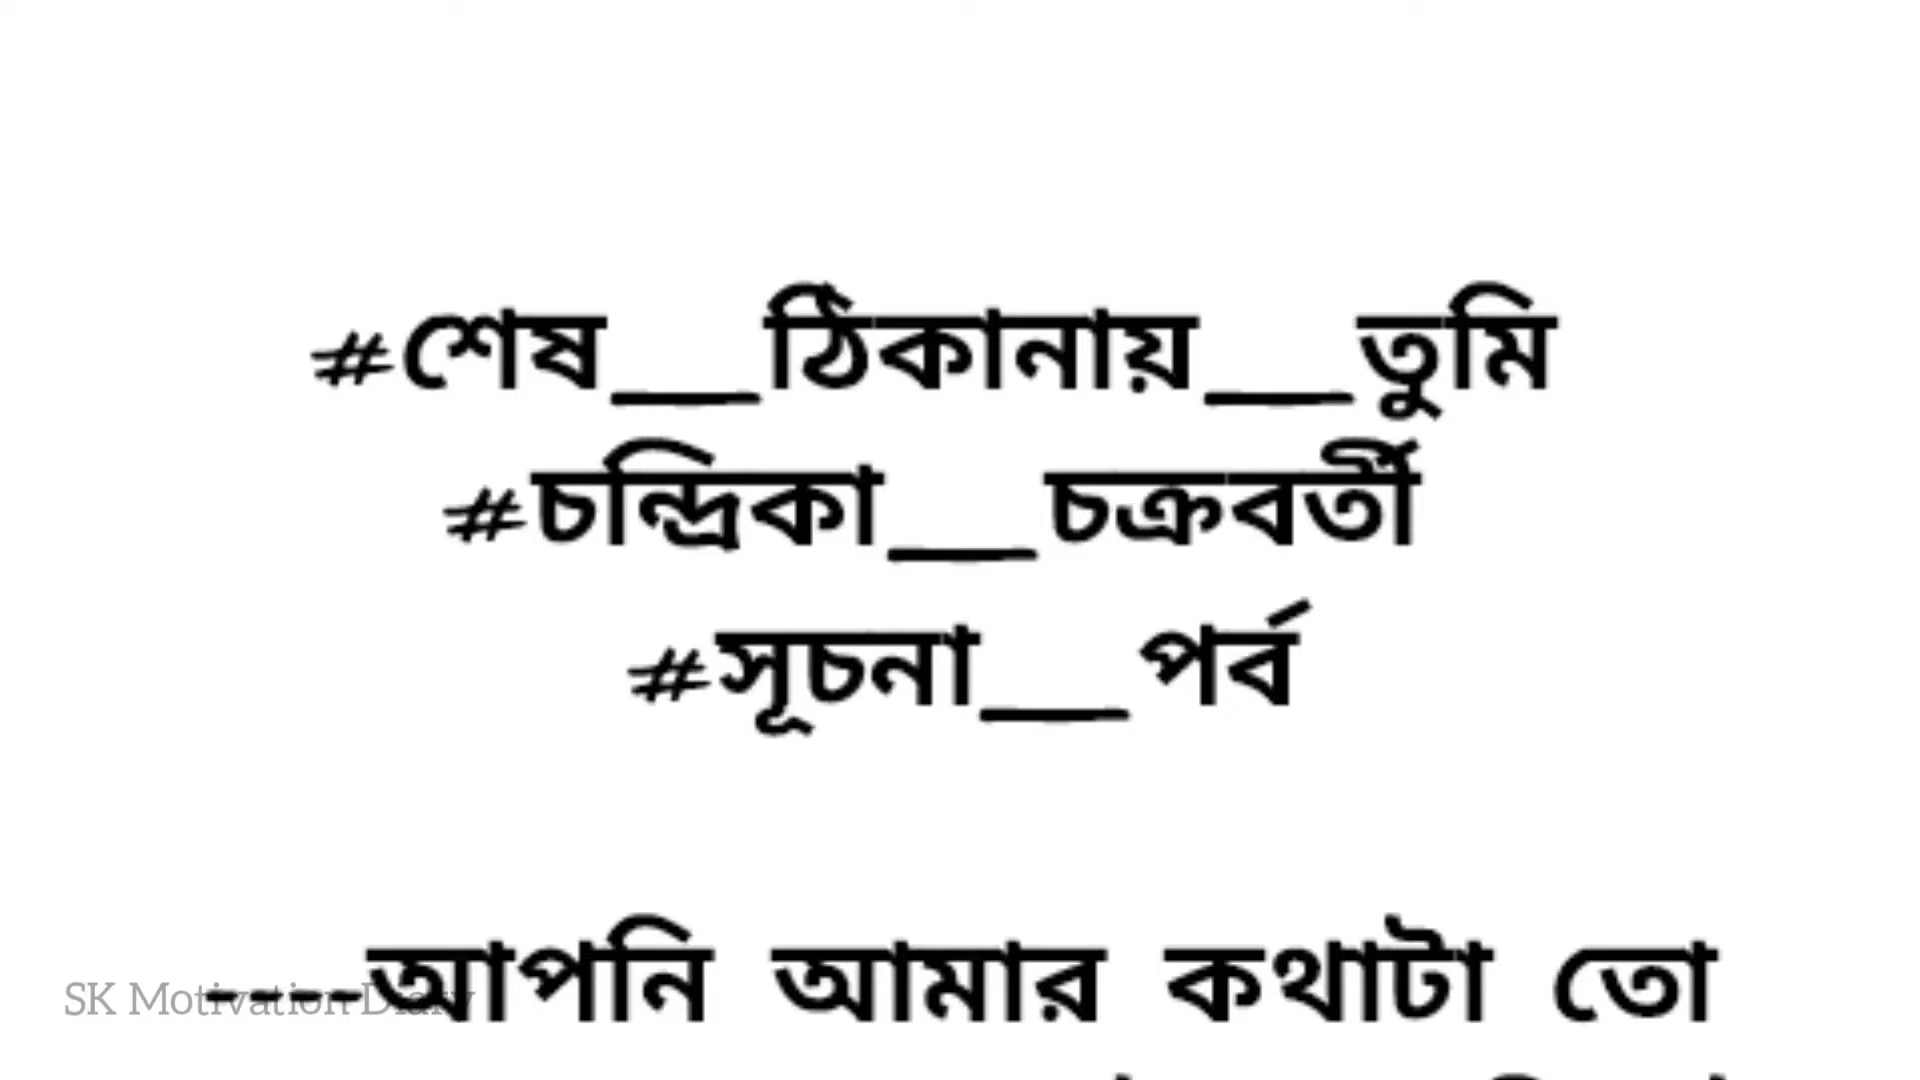 #শেষ__ঠিকানায়__তুমি
#চন্দ্রিকা__চক্রবর্তী
#সূচনা__পর্ব
----আপনি আমার কথাটা তো
SK Motivation Diary